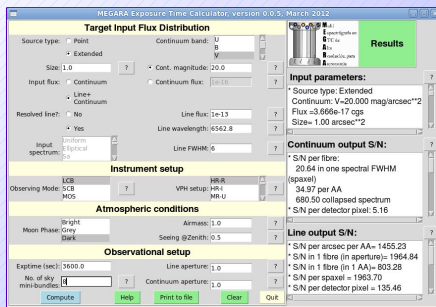 MEGARA Exposure Time Calculator, version 0.0.5, March 2012
Target Input Flux Distribution
Source type: Point
Extended
Continuum band: U
B
V
Size: 1.0 ?
Cont. magnitude: 20.0 ?
Input flux: Continuum
Continuum flux: 1e-16 ?
Line+
Continuum
Resolved line?: No
Line flux: 1e-13 ?
Yes
Line wavelength: 6562.8 ?
Input
spectrum: Uniform
Elliptical
Sa
Line FWHM: 6 ?
Instrument setup
Observing Mode: LCB
SCB
MOS
?
VPH setup: HR-R
HR-I
MR-U
?
Atmospheric conditions
Moon Phase: Bright
Grey
Dark
Airmass: 1.0 ?
Seeing @Zenith: 0.5 ?
Observational setup
Exptime (sec): 3600.0
Line aperture: 1.0 ?
No. of sky
mini-bundles: 8 ?
Continuum aperture: 1.0 ?
Compute Help Print to file Clear Quit
Results
Input parameters: ?
* Source type: Extended
Continuum: V=20.000 mag/arcsec**2
Flux =3.666e-17 cgs
Size= 1.00 arcsec**2
Continuum output S/N: ?
* S/N per fibre:
20.64 in one spectral FWHM
(spaxel)
34.97 per AA
680.50 collapsed spectrum
* S/N per detector pixel: 5.16
Line output S/N: ?
* S/N per arcsec per AA= 1455.23
* S/N in 1 fibre (in aperture)= 1964.84
* S/N in 1 fibre (in 1 AA)= 803.28
* S/N per spaxel = 1963.70
* S/N per detector pixel = 135.46